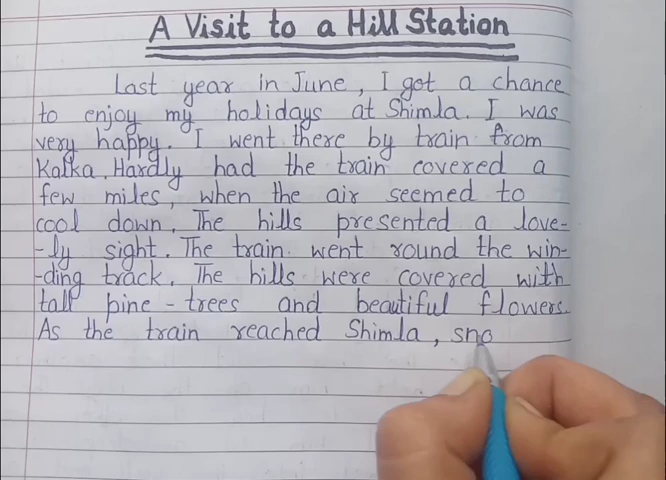 A Visit to a Hill Station
Last year in June, I got a chance
to enjoy my holidays at Shimla. I was
very happy. I went there by train from
Kalka. Hardly had the train covered a
few miles, when the air seemed to
cool down. The hills presented a love-
-ly sight. The train went round the win-
-ding track. The hills were covered with
tall pine-trees and beautiful flowers.
As the train reached Shimla, sno